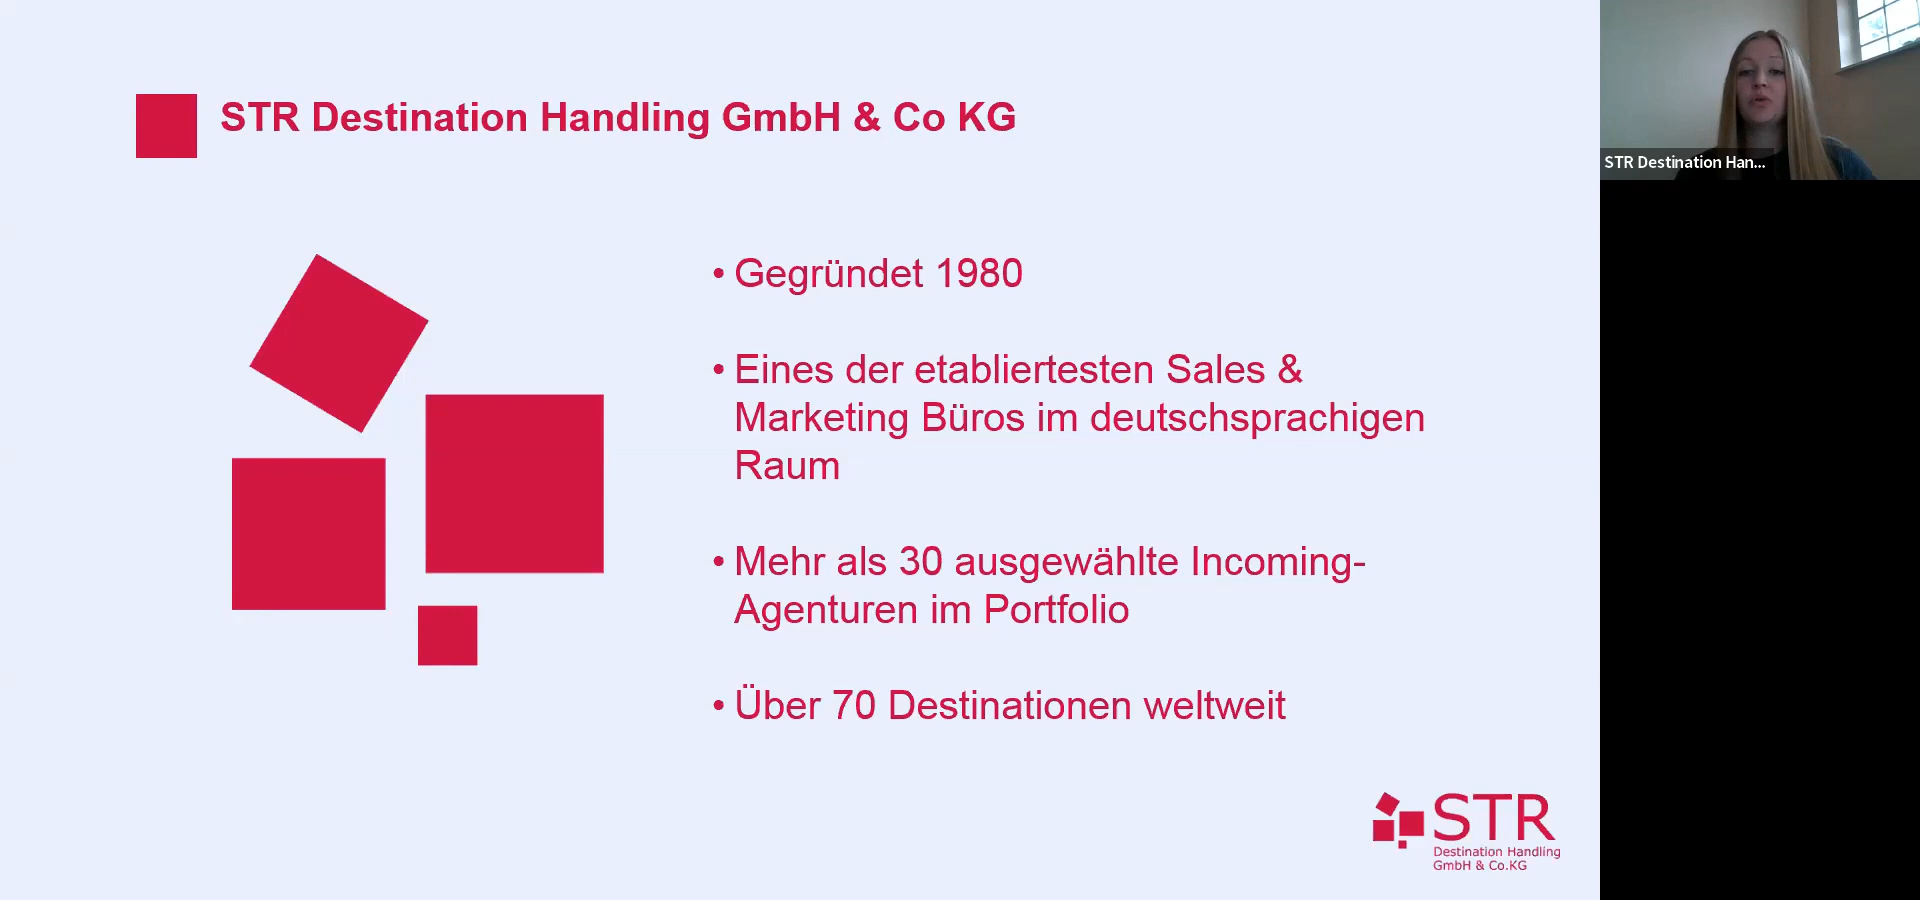 STR Destination Handling GmbH & Co KG
• Gegründet 1980
• Eines der etabliertesten Sales &
Marketing Büros im deutschsprachigen
Raum
• Mehr als 30 ausgewählte Incoming-
Agenturen im Portfolio
• Über 70 Destinationen weltweit
STR
Destination Handling
GmbH & Co.KG
STR Destination Han...